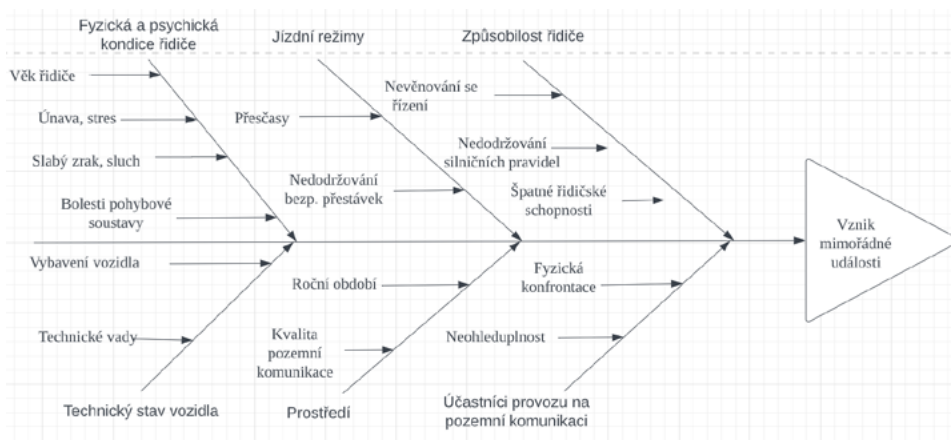 Fyzická a psychická
kondice řidiče
Jízdní režimy
Způsobilost řidiče
Věk řidiče
Únava, stres
Slabý zrak, sluch
Bolesti pohybové
soustavy
Přesčasy
Nedodržování
bezp. přestávek
Nevěnování se
řízení
Nedodržování
silničních pravidel
Špatné řidičské
schopnosti
Vznik
mimořádné
události
Vybavení vozidla
Technické vady
Roční období
Kvalita
pozemní
komunikace
Fyzická
konfrontace
Neohleduplnost
Technický stav vozidla
Prostředí
Účastníci provozu na
pozemní komunikaci